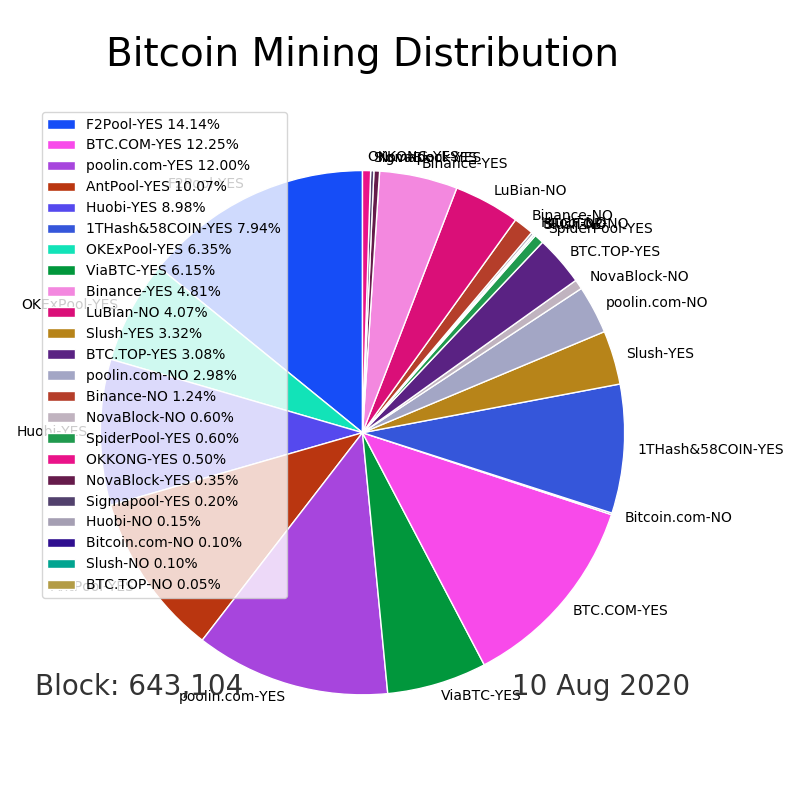 Bitcoin Mining Distribution
F2Pool-YES 14.14%
BTC.COM-YES 12.25%
poolin.com-YES 12.00%
AntPool-YES 10.07%
Huobi-YES 8.98%
1THash&58COIN-YES 7.94%
OKExPool-YES 6.35%
ViaBTC-YES 6.15%
Binance-YES 4.81%
LuBian-NO 4.07%
Slush-YES 3.32%
BTC.TOP-YES 3.08%
poolin.com-NO 2.98%
Binance-NO 1.24%
NovaBlock-NO 0.60%
SpiderPool-YES 0.60%
OKKONG-YES 0.50%
NovaBlock-YES 0.35%
Sigmapool-YES 0.20%
Huobi-NO 0.15%
Bitcoin.com-NO 0.10%
Slush-NO 0.10%
BTC.TOP-NO 0.05%
OKKONG-YES
Binance-YES
LuBian-NO
Binance-NO
SpiderPool-YES
BTC.TOP-YES
NovaBlock-NO
poolin.com-NO
Slush-YES
1THash&58COIN-YES
Bitcoin.com-NO
BTC.COM-YES
ViaBTC-YES
poolin.com-YES
F2Pool-YES
OKExPool-YES
Huobi-YES
Block: 643,104
10 Aug 2020